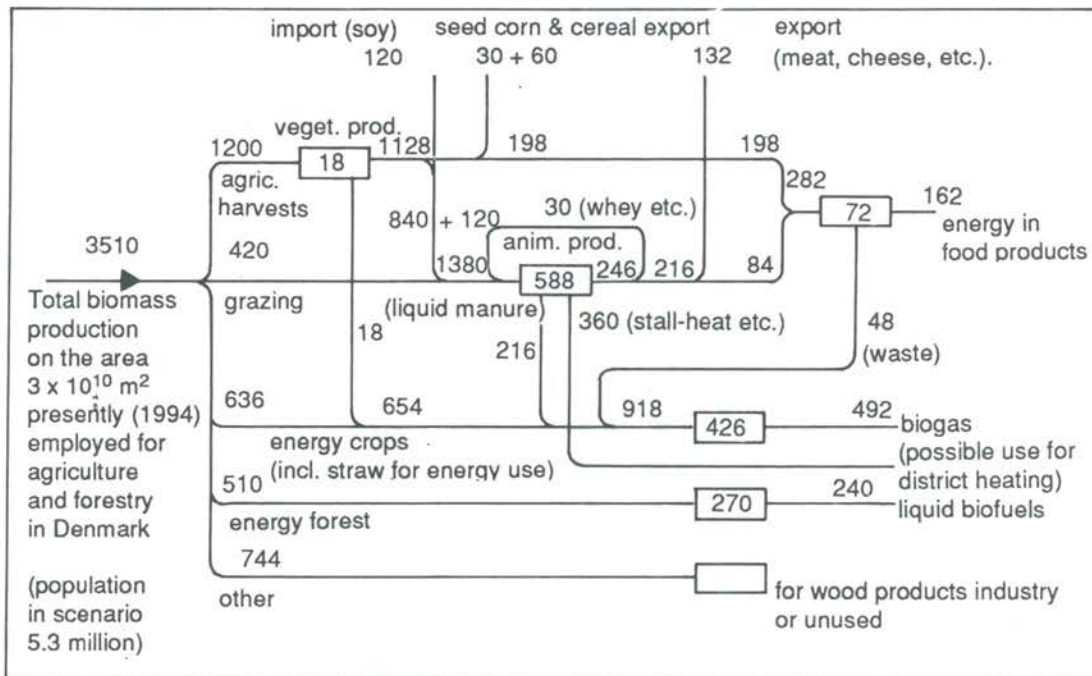 import (soy) seed corn & cereal export export
120 30 + 60 132 (meat, cheese, etc.).
veget. prod.
1200 18 1128 198 198
agric.
harvests
282 162
72
energy in
food products
840 + 120 30 (whey etc.)
anim. prod.
3510 420 1380 588 246 216 84
grazing (liquid manure) 360 (stall-heat etc.)
18 216 48
(waste)
Total biomass
production
on the area
3 x 10¹⁰ m²
presently (1994)
employed for
agriculture
and forestry
in Denmark
(population
in scenario
5.3 million)
636 654 918 426 492 biogas
energy crops (possible use for
(incl. straw for energy use) district heating)
510 270 240 liquid biofuels
energy forest
744
other
for wood products industry
or unused